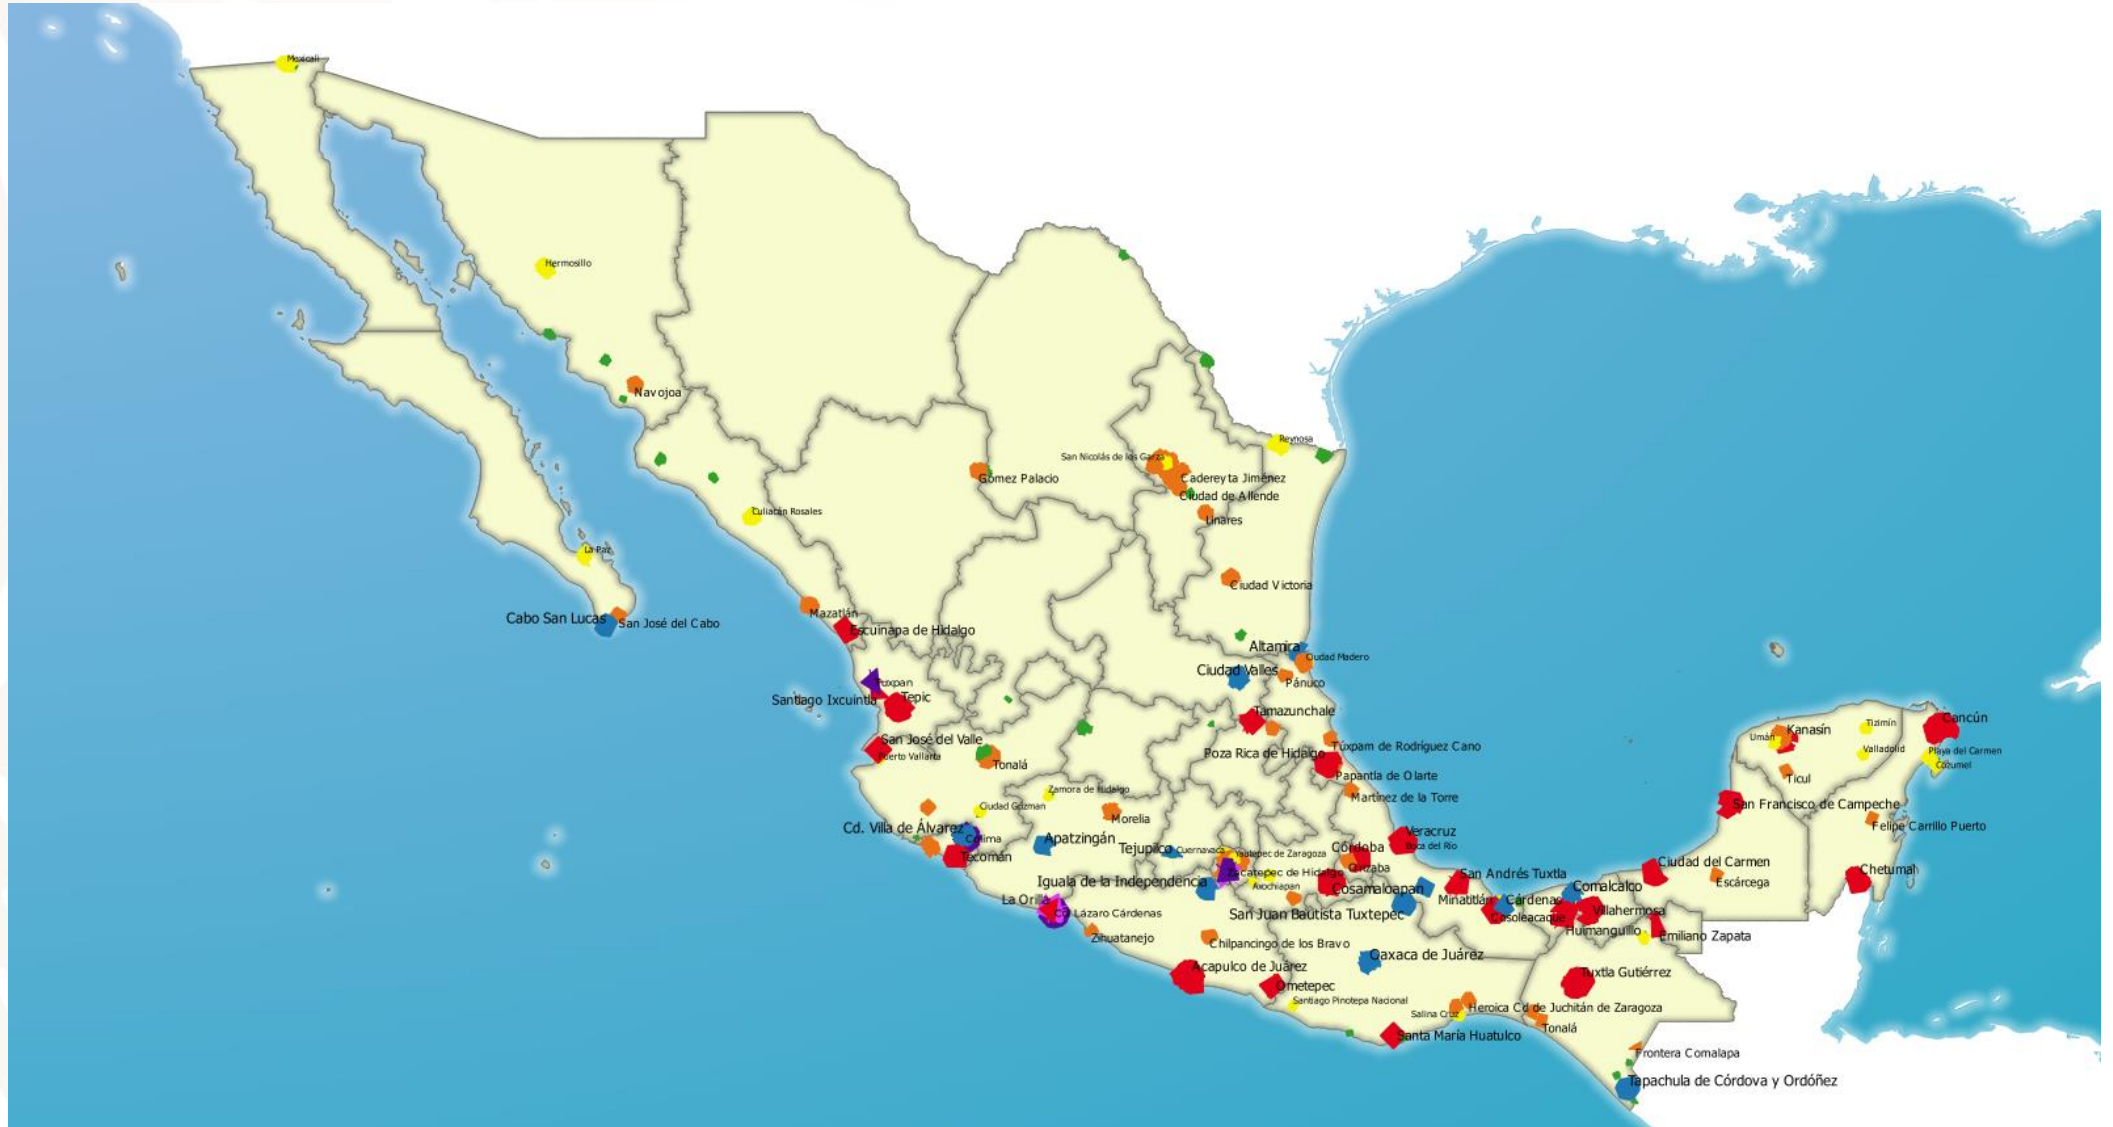 Mexicali
Hermosillo
Navojoa
Reynosa
San Nicolás de los Garza
Gómez Palacio
Cadereyta Jiménez
Ciudad de Allende
Culiacán Rosales
Linares
La Paz
Ciudad Victoria
Mazatlán
Cabo San Lucas
San José del Cabo
Escuinapa de Hidalgo
Altamira
Ciudad Madero
Ciudad Valles
Pánuco
Tuxpan
Santiago Ixcuintla
Tepic
Tamazunchale
Cancún
Tizimín
Kanasín
Umán
San José del Valle
Túxpam de Rodríguez Cano
Poza Rica de Hidalgo
Valladolid
Playa del Carmen
Puerto Vallarta
Tonalá
Cozumel
Papantla de Olarte
Ticul
Zamora de Hidalgo
Martínez de la Torre
Ciudad Guzmán
San Francisco de Campeche
Morelia
Felipe Carrillo Puerto
Cd. Villa de Álvarez
Colima
Apatzingán
Veracruz
Boca del Río
Tejupilco
Cuernavaca
Yautepec de Zaragoza
Córdoba
Tecomán
Ciudad del Carmen
Orizaba
Chetumal
Zacatepec de Hidalgo
San Andrés Tuxtla
Iguala de la Independencia
Axochiapan
Cosamaloapan
Comalcalco
Escárcega
La Orilla
Minatitlán
Cárdenas
Cd Lázaro Cárdenas
San Juan Bautista Tuxtepec
Cosoleacaque
Villahermosa
Huimanguillo
Emiliano Zapata
Zihuatanejo
Chilpancingo de los Bravo
Oaxaca de Juárez
Acapulco de Juárez
Tuxtla Gutiérrez
Ometepec
Santiago Pinotepa Nacional
Heroica Cd de Juchitán de Zaragoza
Salina Cruz
Tonalá
Santa María Huatulco
Frontera Comalapa
Tapachula de Córdova y Ordóñez